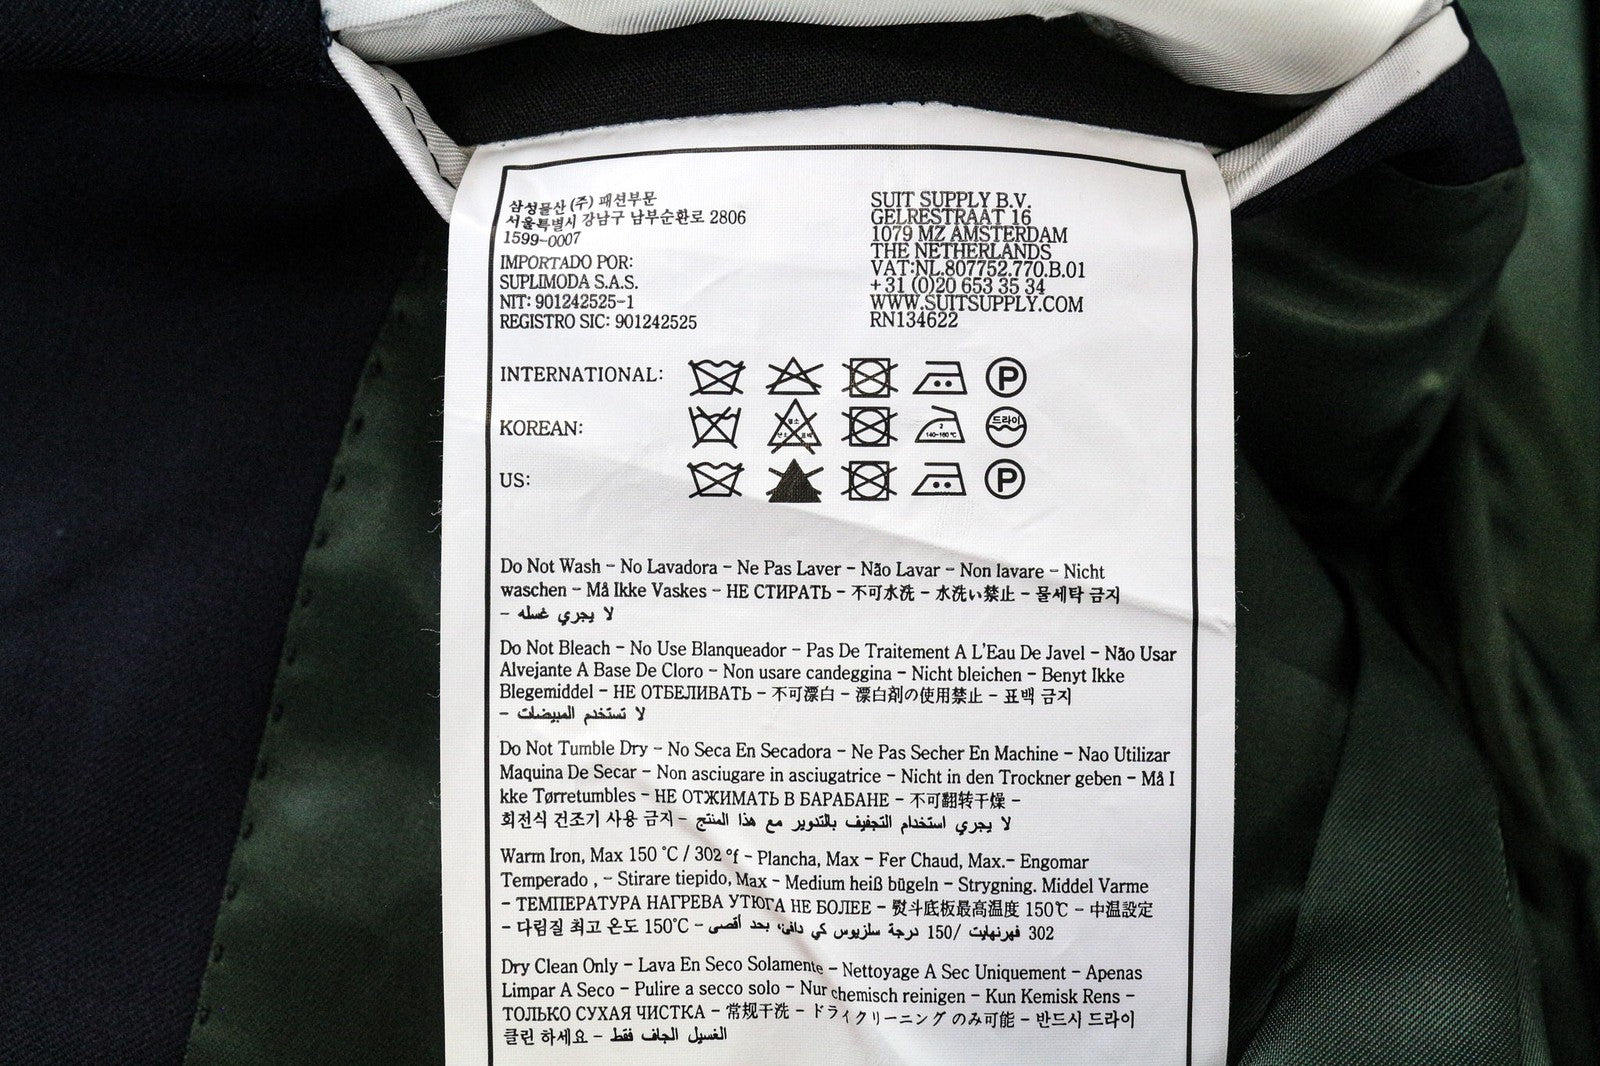 삼성물산 (주) 패션부문
서울특별시 강남구 남부순환로 2806
1599-0007
IMPORTADO POR:
SUPLIMODA S.A.S.
NIT: 901242525-1
REGISTRO SIC: 901242525
SUIT SUPPLY B.V.
GELRESTRAAT 16
1079 MZ AMSTERDAM
THE NETHERLANDS
VAT:NL.807752.770.B.01
+31 (0)20 653 35 34
WWW.SUITSUPPLY.COM
RN134622
INTERNATIONAL:
P
KOREAN:
드라이
US:
P
Do Not Wash - No Lavadora - Ne Pas Laver - Não Lavar - Non lavare - Nicht
waschen - Må Ikke Vaskes - НЕ СТИРАТЬ - 不可水洗 - 水洗い禁止 - 물세탁 금지
- لا يجري غسله
Do Not Bleach - No Use Blanqueador - Pas De Traitement A L'Eau De Javel - Não Usar
Alvejante A Base De Cloro - Non usare candeggina - Nicht bleichen - Benyt Ikke
Blegemiddel - НЕ ОТБЕЛИВАТЬ - 不可漂白 - 漂白剤の使用禁止 - 표백 금지
- لا تستخدم المبيضات
Do Not Tumble Dry - No Seca En Secadora - Ne Pas Secher En Machine - Nao Utilizar
Maquina De Secar - Non asciugare in asciugatrice - Nicht in den Trockner geben - Må I
kke Tørretumbles - НЕ ОТЖИМАТЬ В БАРАБАНЕ - 不可翻转干燥 -
회전식 건조기 사용 금지 - لا يجري استخدام التجفيف بالتدوير مع هذا المنتج
Warm Iron, Max 150 °C / 302 °f - Plancha, Max - Fer Chaud, Max.- Engomar
Temperado , - Stirare tiepido, Max - Medium heiß bügeln - Strygning. Middel Varme
- ТЕМПЕРАТУРА НАГРЕВА УТЮГА НЕ БОЛЕЕ - 熨斗底板最高温度 150℃ - 中温設定
- 다림질 최고 온도 150℃ - 302 فهرنهايت /150 درجة سلزيوس كي دافئ، بحد أقصى
Dry Clean Only - Lava En Seco Solamente - Nettoyage A Sec Uniquement - Apenas
Limpar A Seco - Pulire a secco solo - Nur chemisch reinigen - Kun Kemisk Rens -
ТОЛЬКО СУХАЯ ЧИСТКА - 常规干洗 - ドライクリーニング のみ可能 - 반드시 드라이
클린 하세요 - الغسيل الجاف فقط